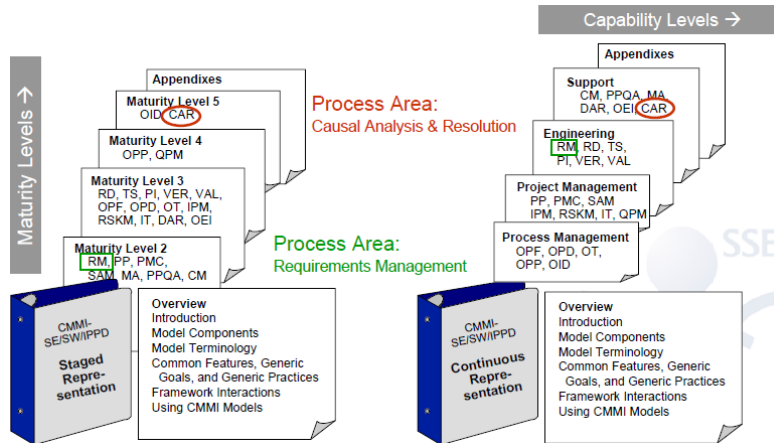 Capability Levels →
Maturity Levels →
Appendixes
Maturity Level 5
OID, CAR
Maturity Level 4
OPP, QPM
Maturity Level 3
RD, TS, PI, VER, VAL,
OPF, OPD, OT, IPM,
RSKM, IT, DAR, OEI
Maturity Level 2
RM, PP, PMC,
SAM, MA, PPQA, CM
Overview
Introduction
Model Components
Model Terminology
Common Features, Generic
Goals, and Generic Practices
Framework Interactions
Using CMMI Models
CMMI-
SE/SW/IPPD
Staged
Repre-
sentation
Process Area:
Causal Analysis & Resolution
Process Area:
Requirements Management
Appendixes
Support
CM, PPQA, MA,
DAR, OEI, CAR
Engineering
RM, RD, TS,
PI, VER, VAL
Project Management
PP, PMC, SAM
IPM, RSKM, IT, QPM
Process Management
OPF, OPD, OT,
OPP, OID
Overview
Introduction
Model Components
Model Terminology
Common Features, Generic
Goals, and Generic Practices
Framework Interactions
Using CMMI Models
CMMI-
SE/SW/IPPD
Continuous
Repre-
sentation